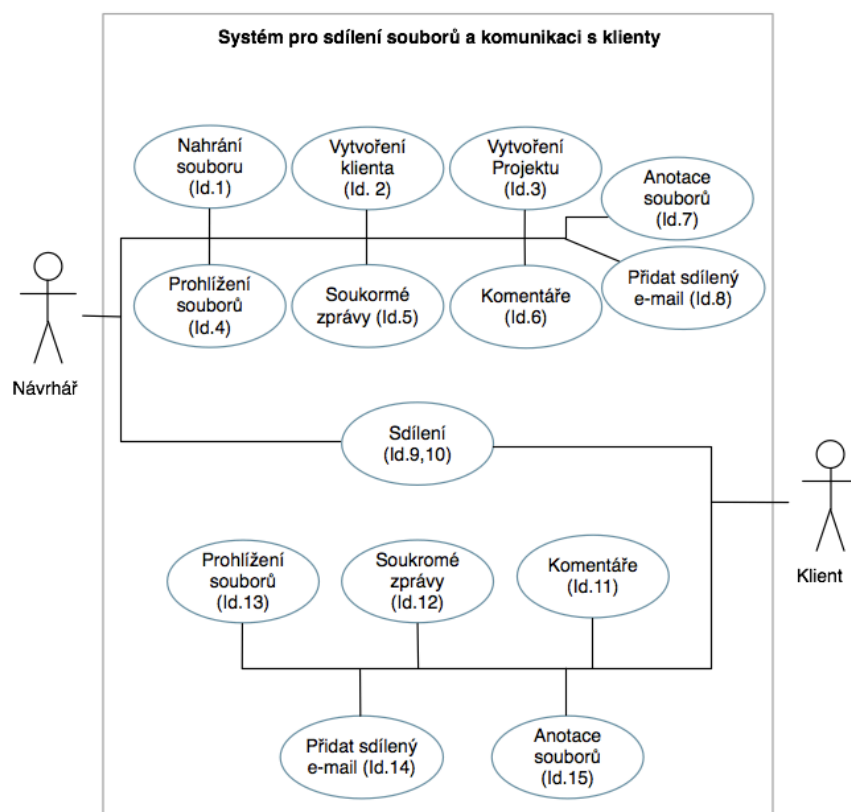 Systém pro sdílení souborů a komunikaci s klienty
Nahrání
souboru
(Id.1)
Vytvoření
klienta
(Id. 2)
Vytvoření
Projektu
(Id.3)
Anotace
souborů
(Id.7)
Prohlížení
souborů
(Id.4)
Soukormé
zprávy (Id.5)
Komentáře
(Id.6)
Přidat sdílený
e-mail (Id.8)
Návrhář
Sdílení
(Id.9,10)
Prohlížení
souborů
(Id.13)
Soukromé
zprávy
(Id.12)
Komentáře
(Id.11)
Klient
Přidat sdílený
e-mail (Id.14)
Anotace
souborů
(Id.15)